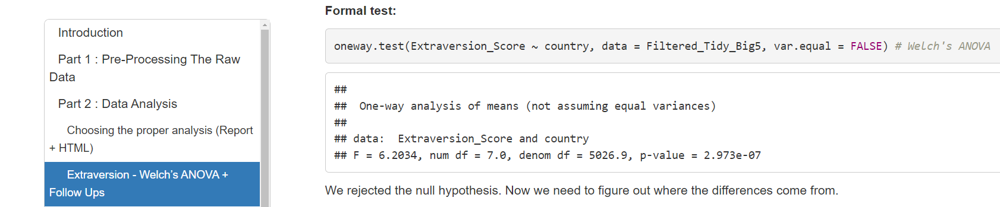 Introduction
Part 1 : Pre-Processing The Raw
Data
Part 2 : Data Analysis
Choosing the proper analysis (Report
+ HTML)
Extraversion - Welch's ANOVA +
Follow Ups
Formal test:
oneway.test(Extraversion_Score ~ country, data = Filtered_Tidy_Big5, var.equal = FALSE) # Welch's ANOVA
##
##  One-way analysis of means (not assuming equal variances)
##
## data:  Extraversion_Score and country
## F = 6.2034, num df = 7.0, denom df = 5026.9, p-value = 2.973e-07
We rejected the null hypothesis. Now we need to figure out where the differences come from.